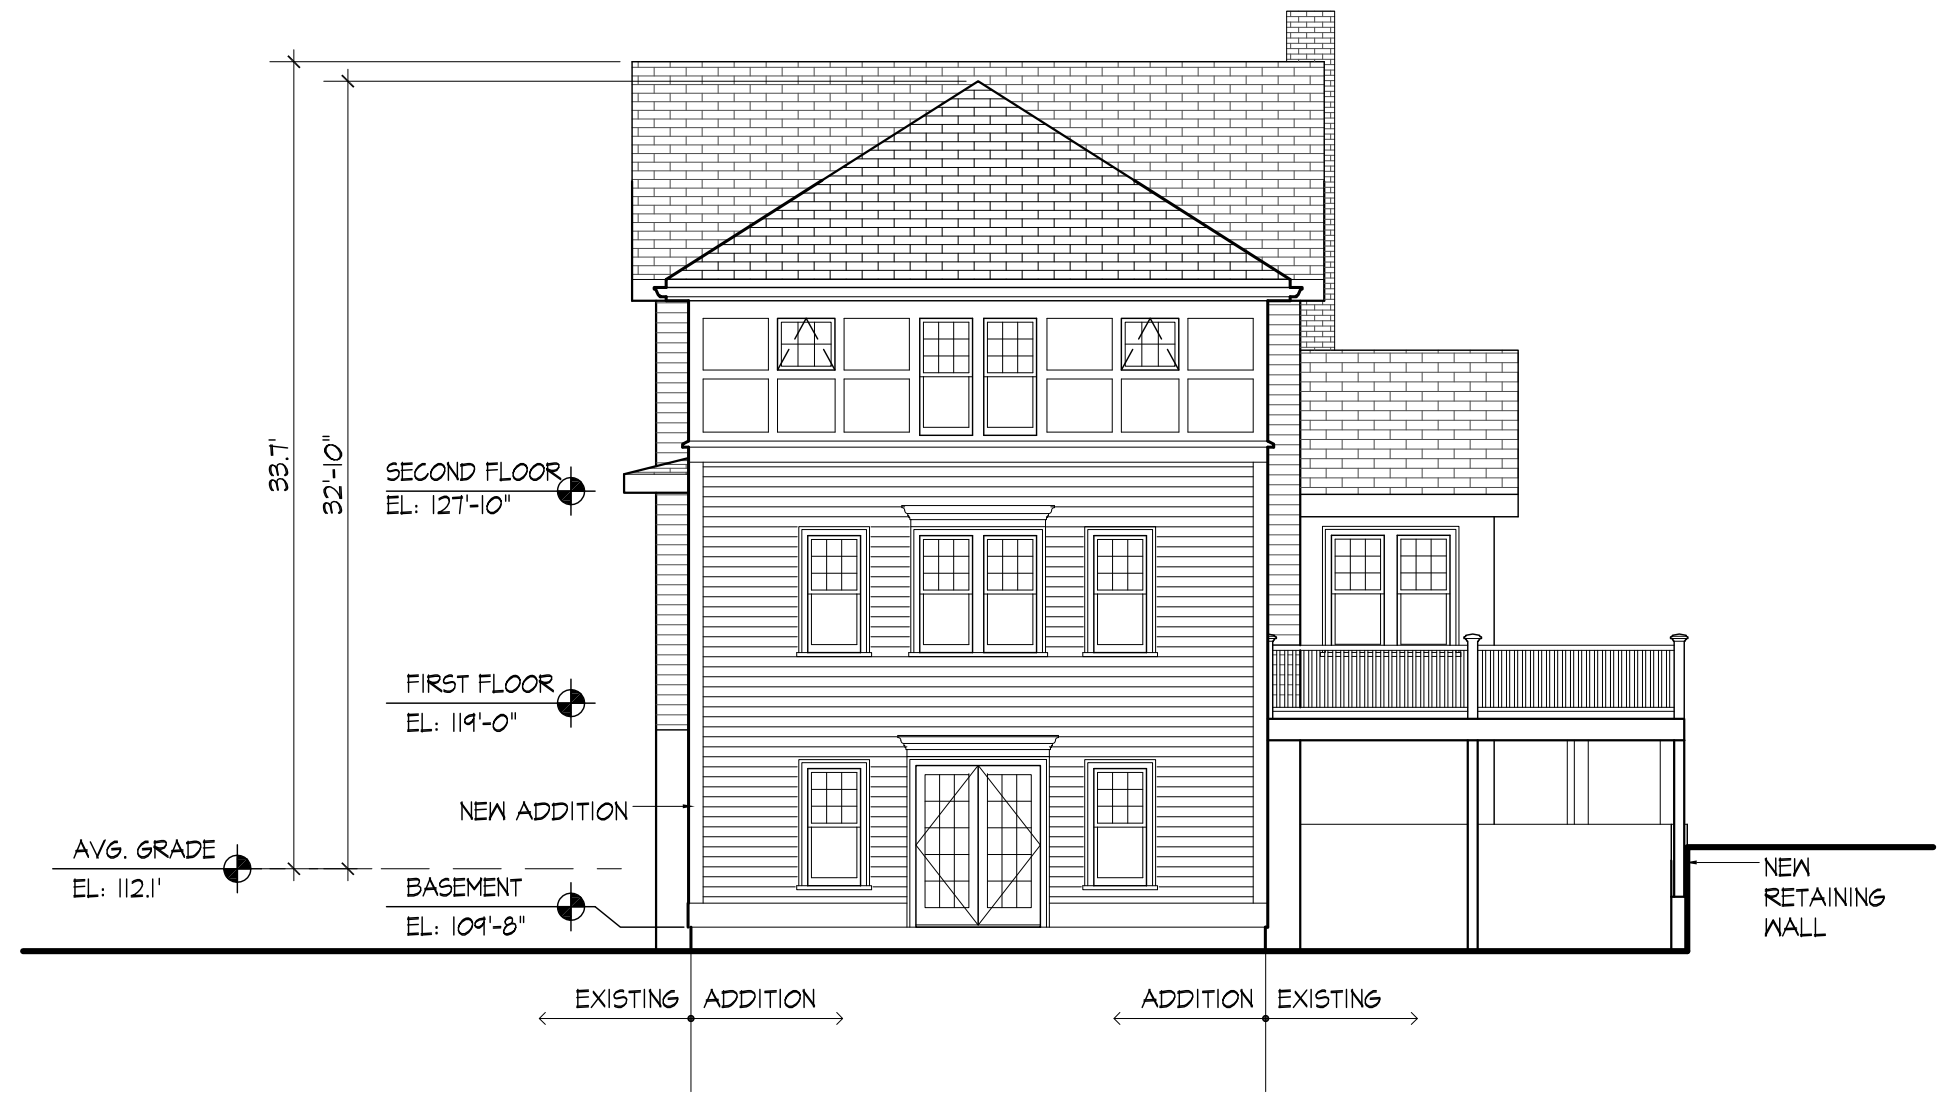 33.7'
32'-10"
SECOND FLOOR
EL: 127'-10"
FIRST FLOOR
EL: 119'-0"
NEW ADDITION
AVG. GRADE
EL: 112.1'
BASEMENT
EL: 109'-8"
NEW
RETAINING
WALL
EXISTING ADDITION
ADDITION EXISTING